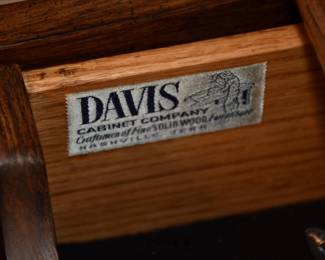 DAVIS
CABINET COMPANY
Craftsmen of Fine SOLID WOOD Furniture
NASHVILLE, TENN